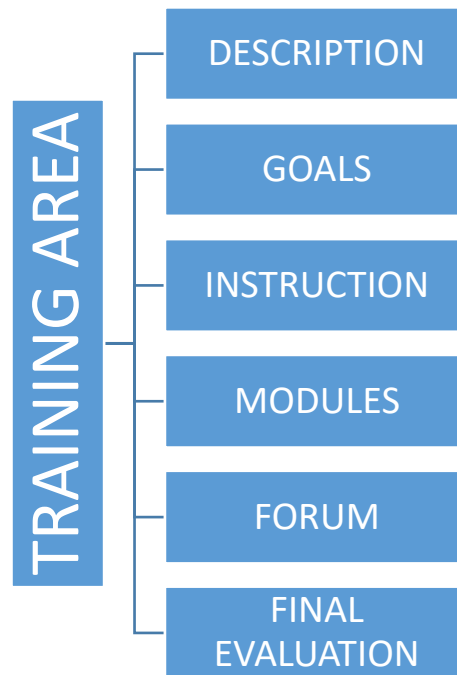 TRAINING AREA
DESCRIPTION
GOALS
INSTRUCTION
MODULES
FORUM
FINAL
EVALUATION